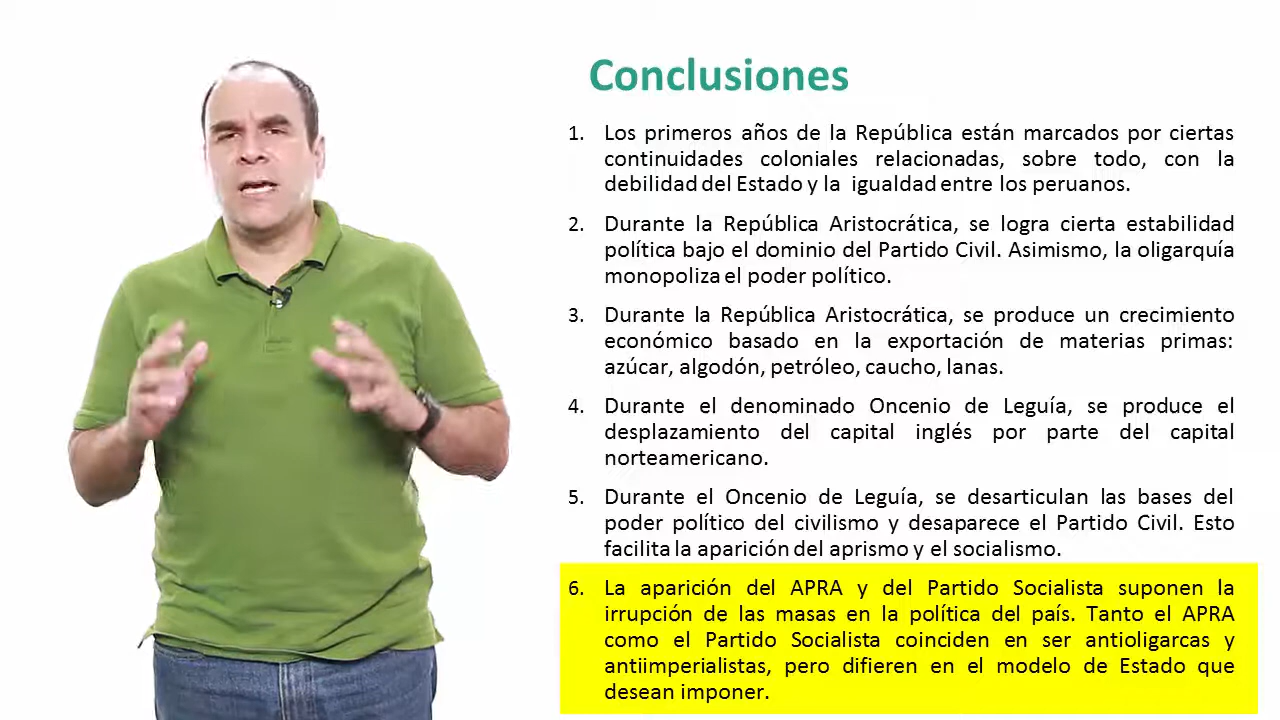 Conclusiones
1. Los primeros años de la República están marcados por ciertas
continuidades coloniales relacionadas, sobre todo, con la
debilidad del Estado y la igualdad entre los peruanos.
2. Durante la República Aristocrática, se logra cierta estabilidad
política bajo el dominio del Partido Civil. Asimismo, la oligarquía
monopoliza el poder político.
3. Durante la República Aristocrática, se produce un crecimiento
económico basado en la exportación de materias primas:
azúcar, algodón, petróleo, caucho, lanas.
4. Durante el denominado Oncenio de Leguía, se produce el
desplazamiento del capital inglés por parte del capital
norteamericano.
5. Durante el Oncenio de Leguía, se desarticulan las bases del
poder político del civilismo y desaparece el Partido Civil. Esto
facilita la aparición del aprismo y el socialismo.
6. La aparición del APRA y del Partido Socialista suponen la
irrupción de las masas en la política del país. Tanto el APRA
como el Partido Socialista coinciden en ser antioligarcas y
antiimperialistas, pero difieren en el modelo de Estado que
desean imponer.